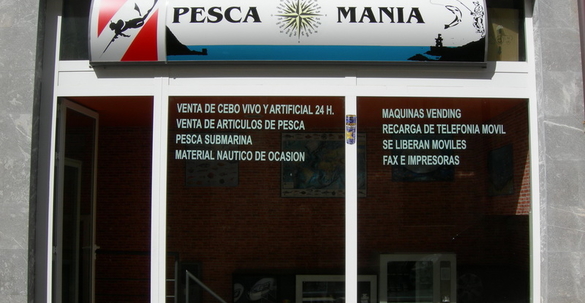 PESCA MANIA
VENTA DE CEBO VIVO Y ARTIFICIAL 24 H.
VENTA DE ARTICULOS DE PESCA
PESCA SUBMARINA
MATERIAL NAUTICO DE OCASION
MAQUINAS VENDING
RECARGA DE TELEFONIA MOVIL
SE LIBERAN MOVILES
FAX E IMPRESORAS